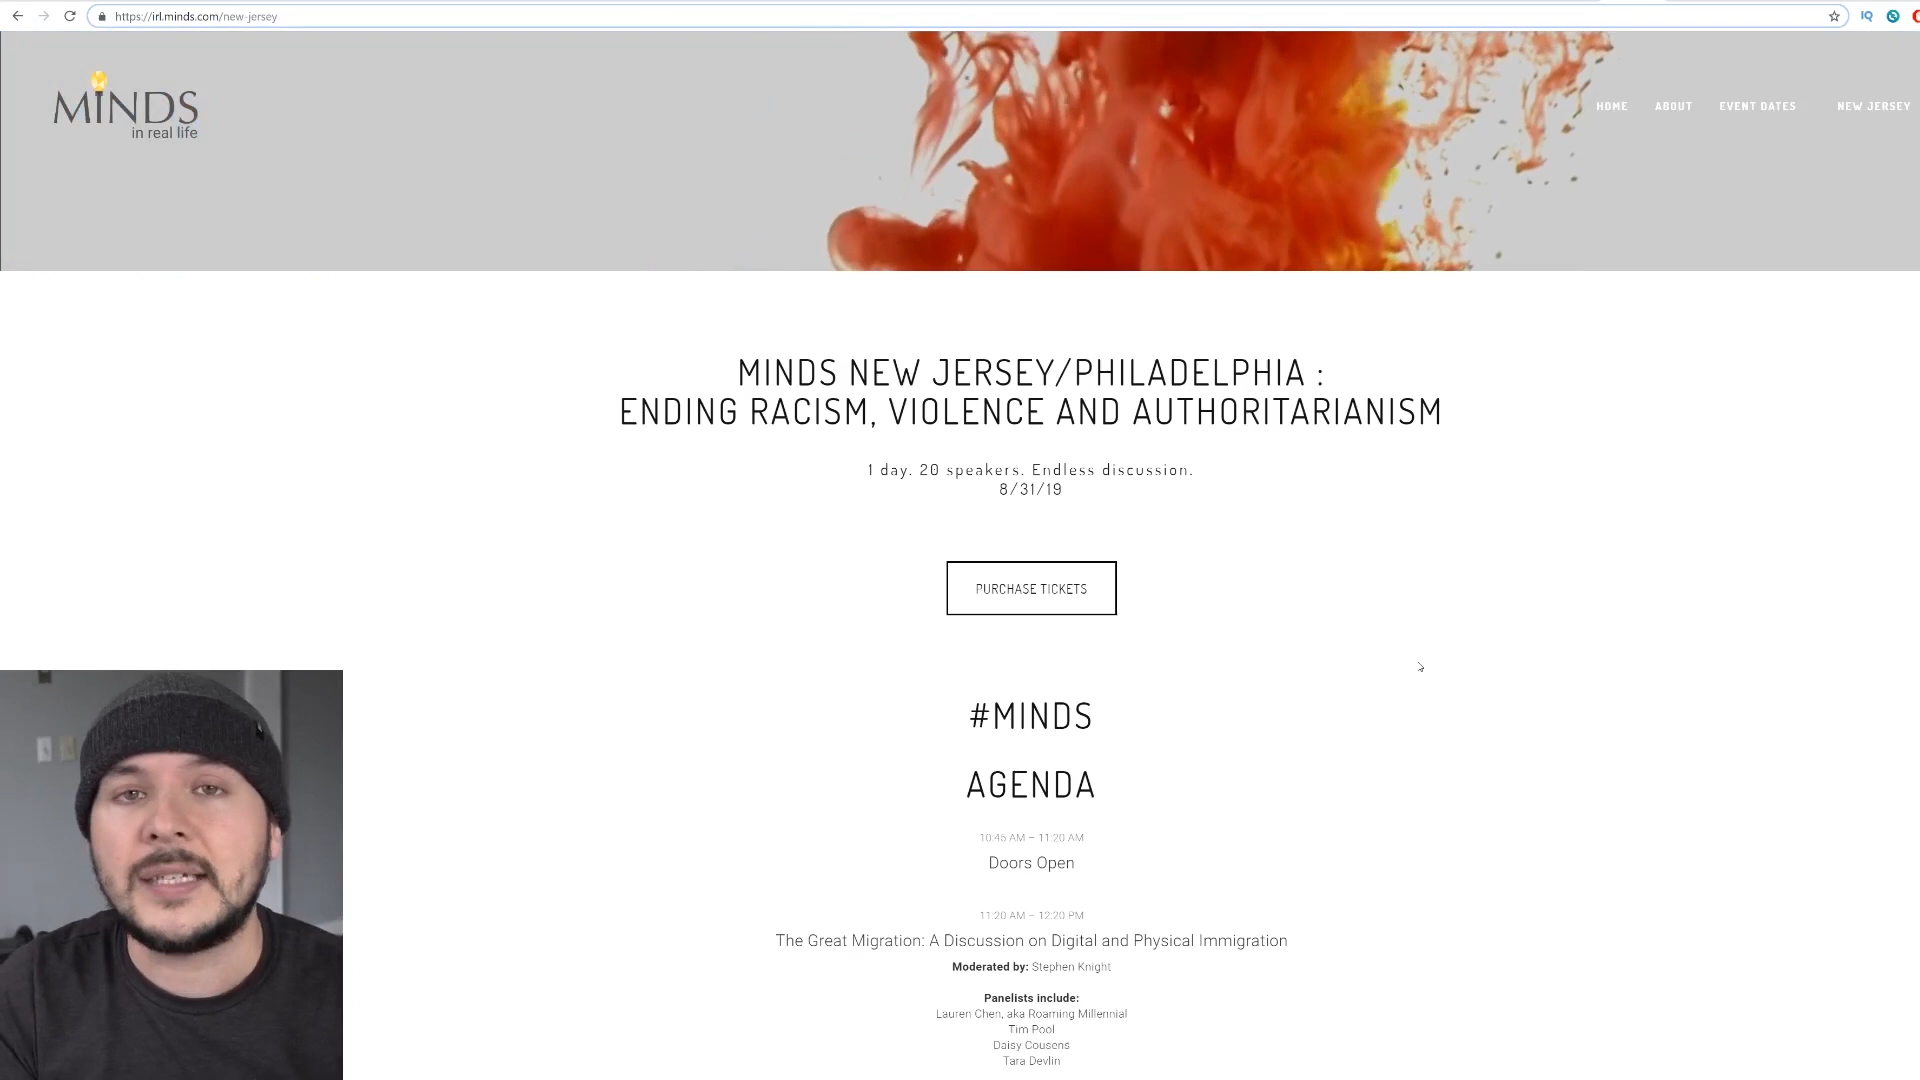 https://irl.minds.com/new-jersey
IQ
MINDS
in real life
HOME ABOUT EVENT DATES NEW JERSEY
MINDS NEW JERSEY/PHILADELPHIA :
ENDING RACISM, VIOLENCE AND AUTHORITARIANISM
1 day. 20 speakers. Endless discussion.
8/31/19
PURCHASE TICKETS
#MINDS
AGENDA
10:45 AM – 11:20 AM
Doors Open
11:20 AM – 12:20 PM
The Great Migration: A Discussion on Digital and Physical Immigration
Moderated by: Stephen Knight
Panelists include:
Lauren Chen, aka Roaming Millennial
Tim Pool
Daisy Cousens
Tara Devlin